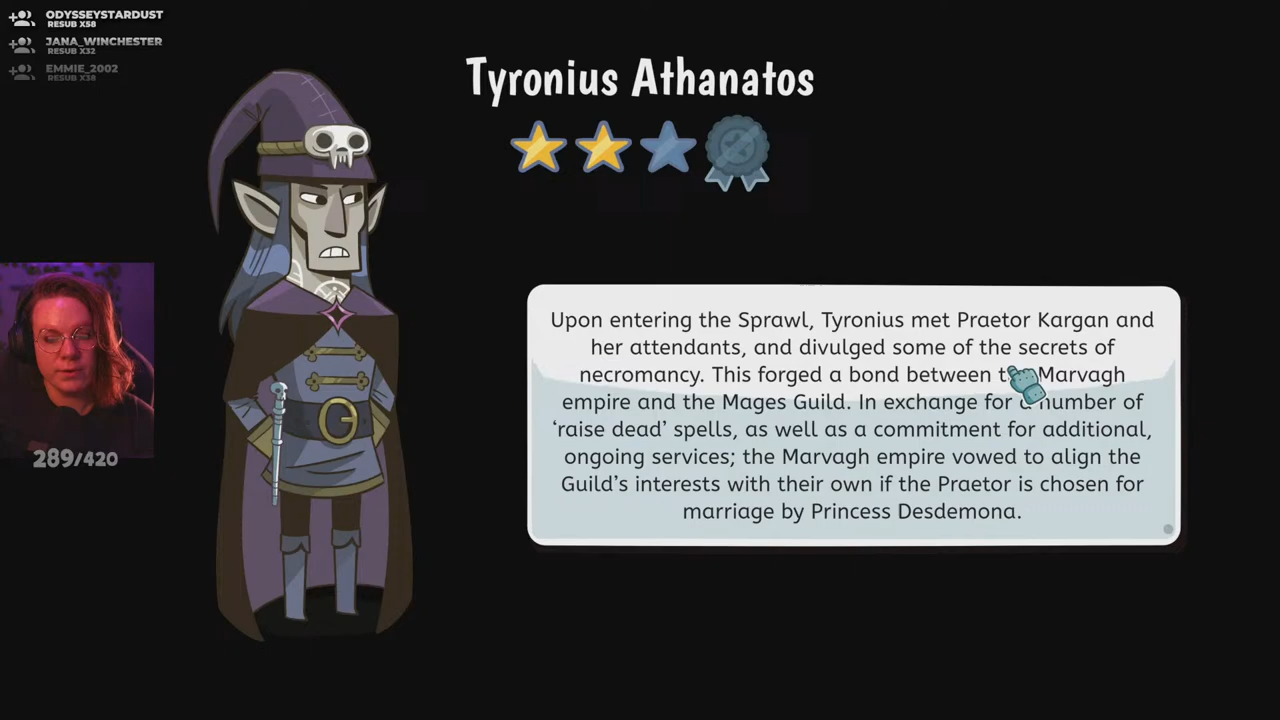 ODYSSEYSTARDUST
RESUB X58
JANA_WINCHESTER
RESUB X32
EMMIE_2002
RESUB X38
Tyronius Athanatos
Upon entering the Sprawl, Tyronius met Praetor Kargan and
her attendants, and divulged some of the secrets of
necromancy. This forged a bond between Marvagh
empire and the Mages Guild. In exchange for a number of
‘raise dead’ spells, as well as a commitment for additional,
ongoing services; the Marvagh empire vowed to align the
Guild’s interests with their own if the Praetor is chosen for
marriage by Princess Desdemona.
289/420